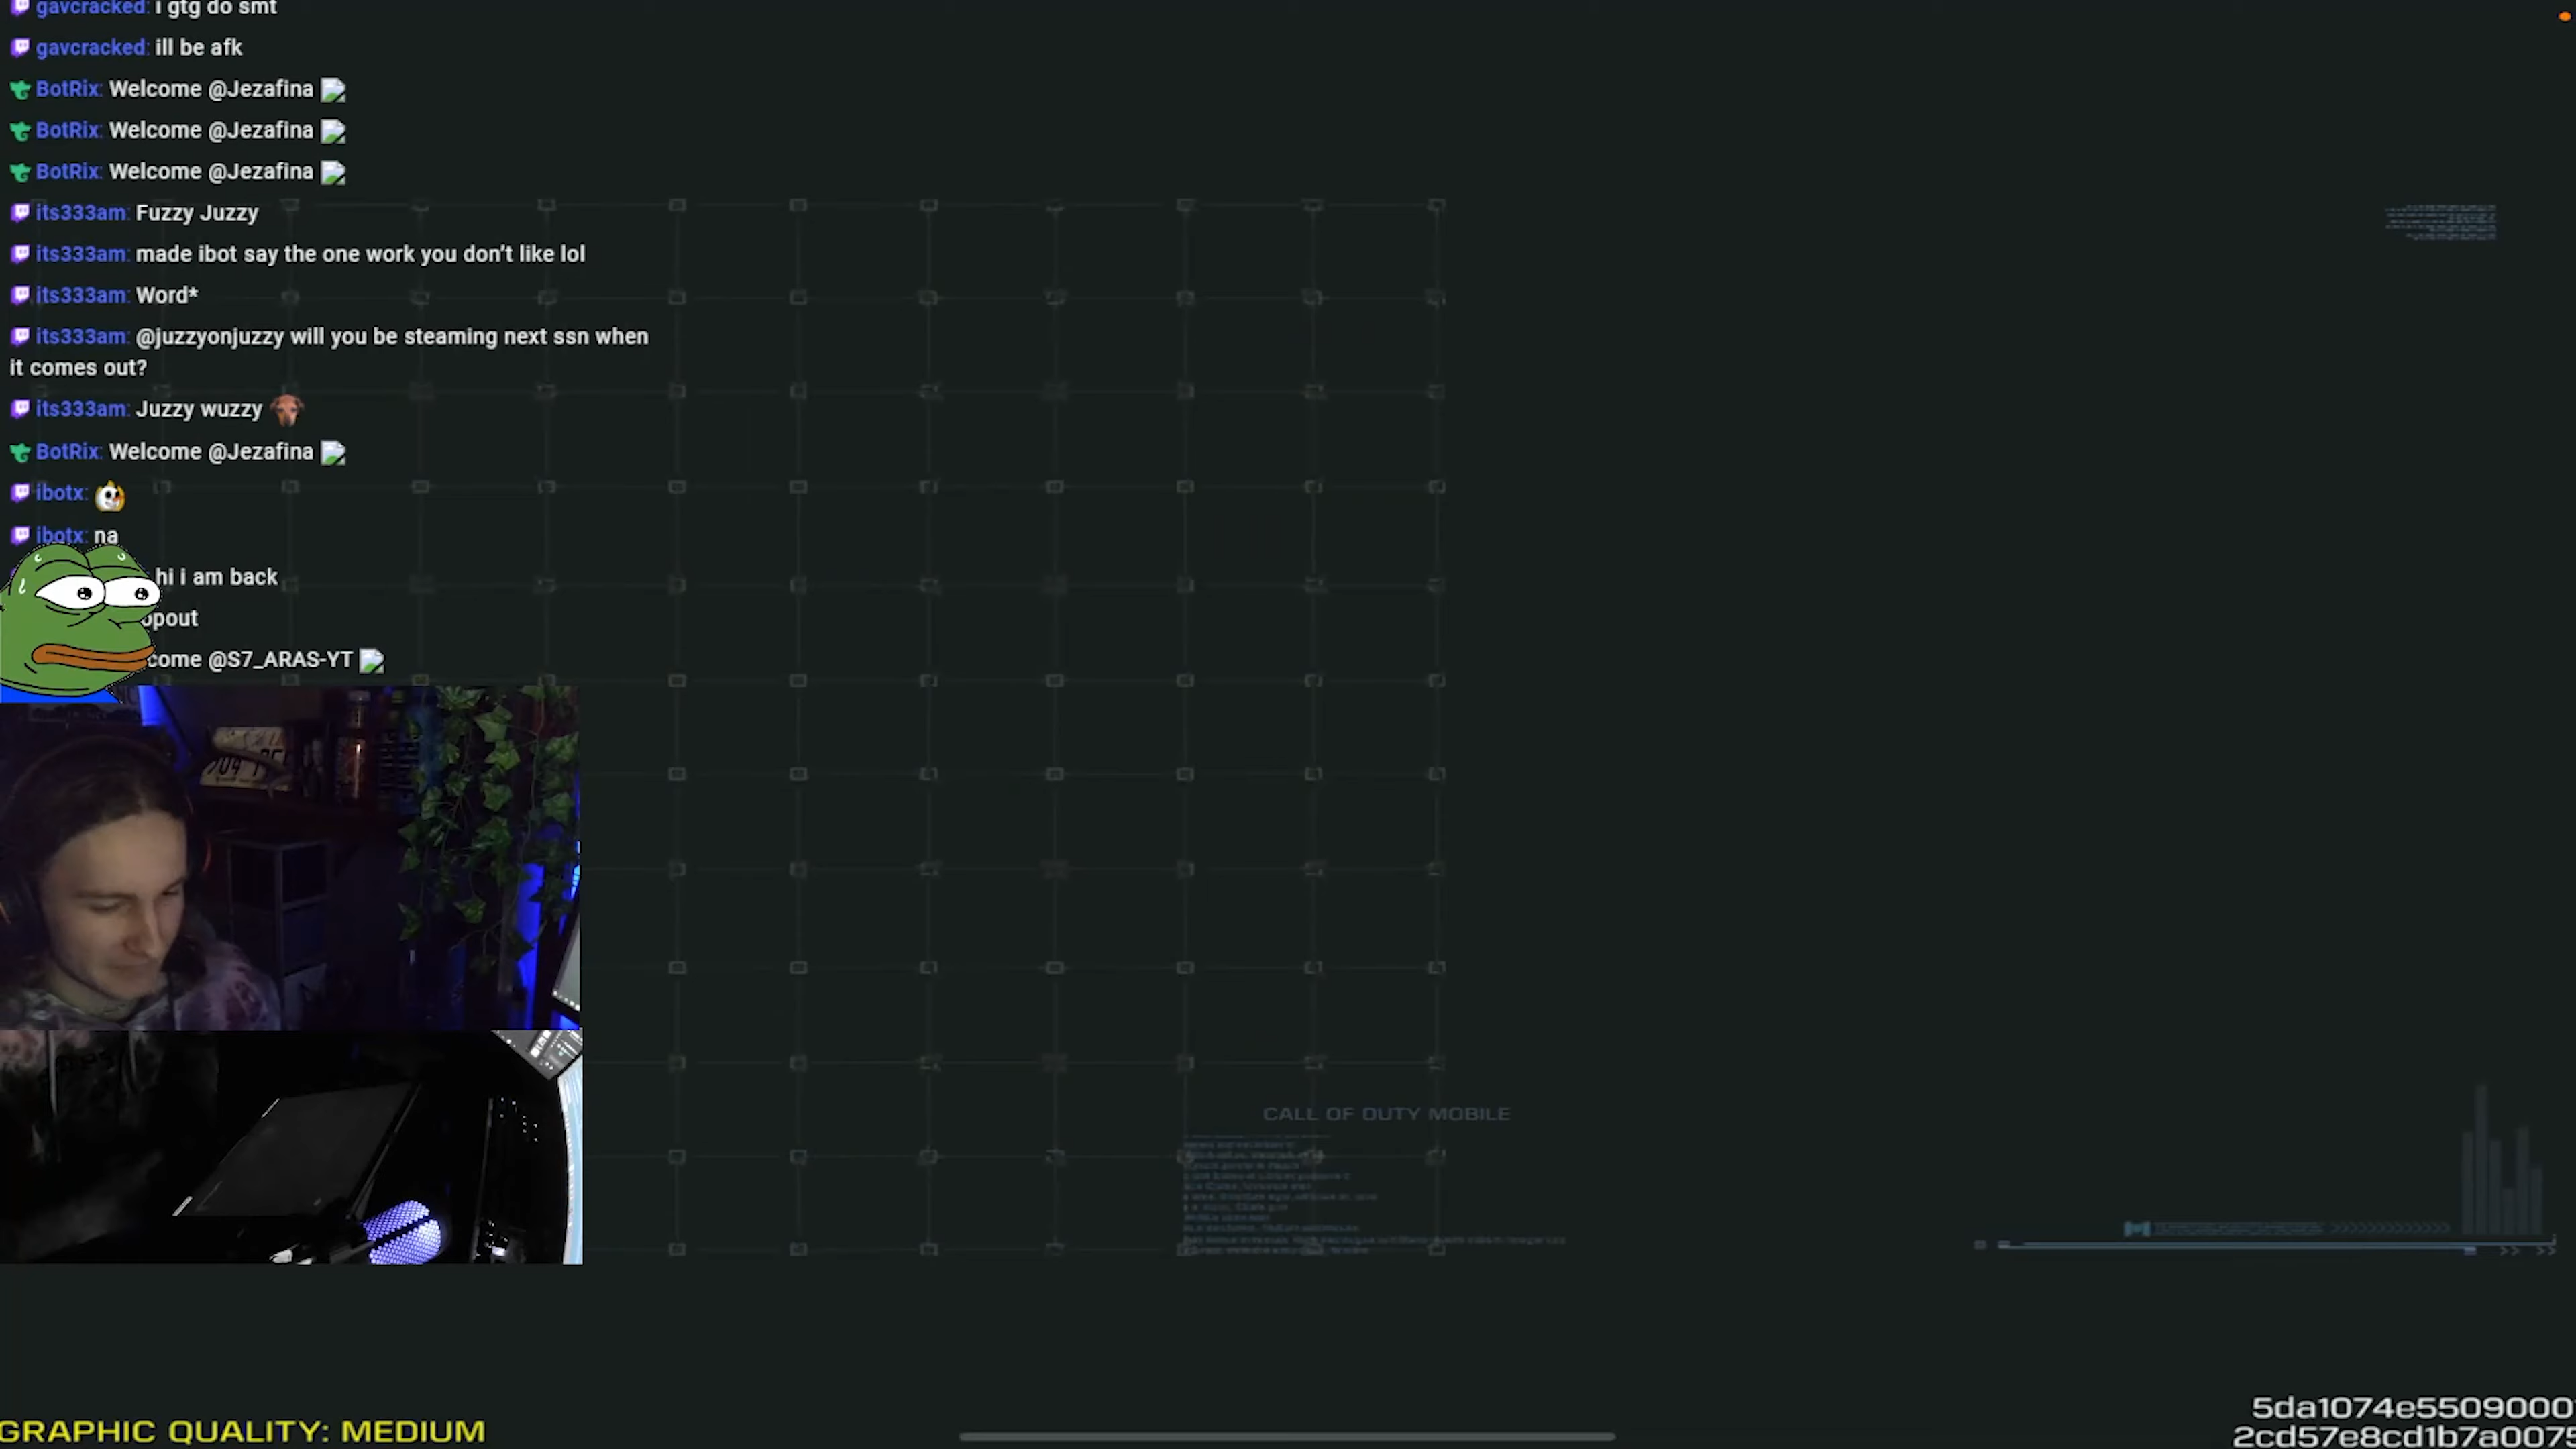 gavcracked: i gtg do smt
gavcracked: ill be afk
BotRix: Welcome @Jezafina
BotRix: Welcome @Jezafina
BotRix: Welcome @Jezafina
its333am: Fuzzy Juzzy
its333am: made ibot say the one work you don't like lol
its333am: Word*
its333am: @juzzyonjuzzy will you be steaming next ssn when
it comes out?
its333am: Juzzy wuzzy
BotRix: Welcome @Jezafina
ibotx:
ibotx: na
hi i am back
opout
come @S7_ARAS-YT
CALL OF DUTY MOBILE
GRAPHIC QUALITY: MEDIUM
5da1074e5509000
2cd57e8cd1b7a0075